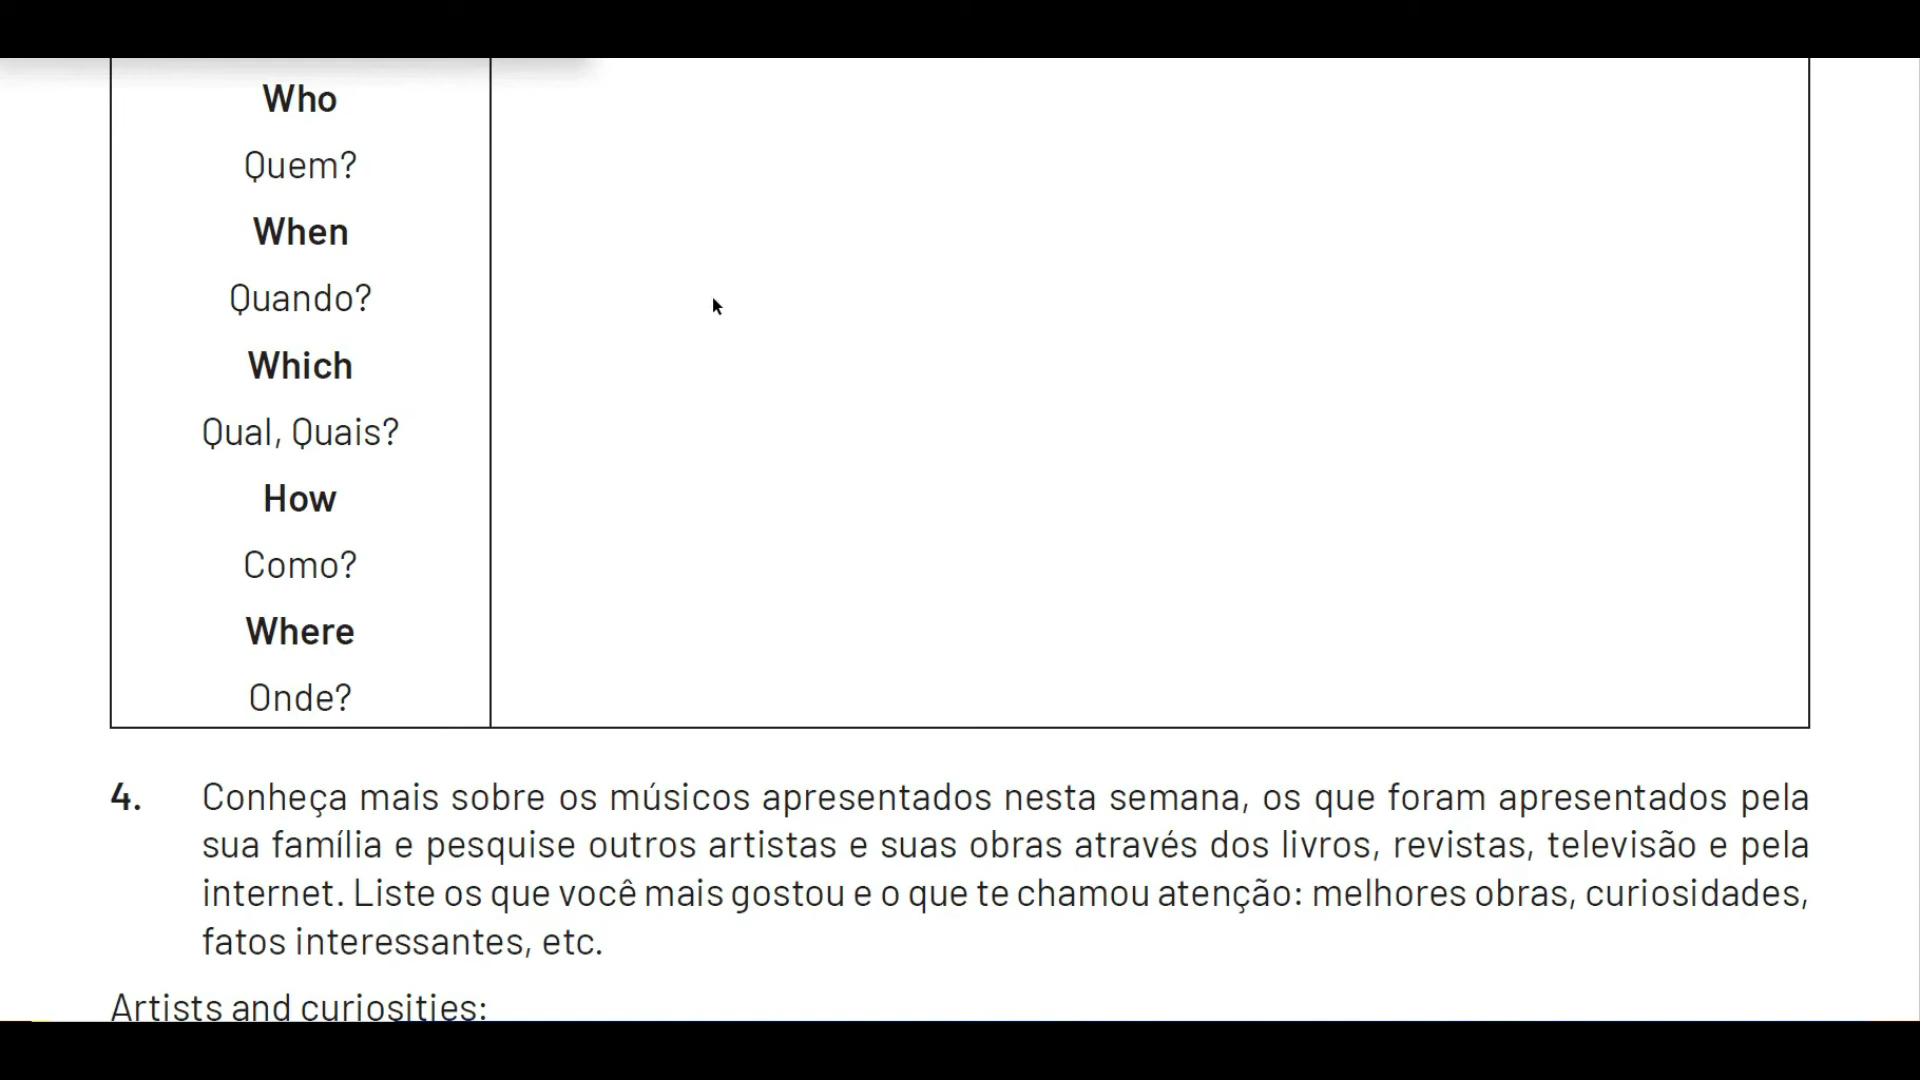 Who
Quem?
When
Quando?
Which
Qual, Quais?
How
Como?
Where
Onde?
4. Conheça mais sobre os músicos apresentados nesta semana, os que foram apresentados pela
sua família e pesquise outros artistas e suas obras através dos livros, revistas, televisão e pela
internet. Liste os que você mais gostou e o que te chamou atenção: melhores obras, curiosidades,
fatos interessantes, etc.
Artists and curiosities: